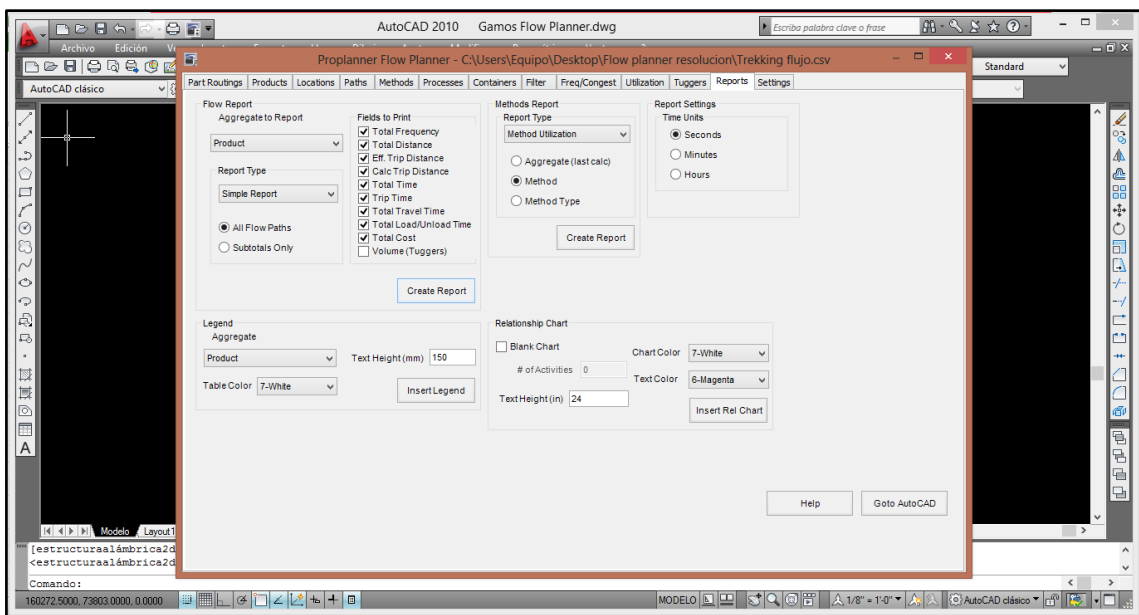 AutoCAD 2010 Gamos Flow Planner.dwg
Escriba palabra clave o frase
Archivo Edición
Proplanner Flow Planner - C:\Users\Equipo\Desktop\Flow planner resolucion\Trekking flujo.csv
Standard
AutoCAD clásico
Part Routings Products Locations Paths Methods Processes Containers Filter Freq/Congest Utilization Tuggers Reports Settings
Flow Report
Aggregate to Report
Product
Report Type
Simple Report
All Flow Paths
Subtotals Only
Fields to Print
Total Frequency
Total Distance
Eff. Trip Distance
Calc Trip Distance
Total Time
Trip Time
Total Travel Time
Total Load/Unload Time
Total Cost
Volume (Tuggers)
Create Report
Methods Report
Report Type
Method Utilization
Aggregate (last calc)
Method
Method Type
Create Report
Report Settings
Time Units
Seconds
Minutes
Hours
Legend
Aggregate
Product
Text Height (mm) 150
Table Color 7-White
Insert Legend
Relationship Chart
Blank Chart
# of Activities 0
Text Height (in) 24
Chart Color 7-White
Text Color 6-Magenta
Insert Rel Chart
Help Goto AutoCAD
Modelo Layout1
[estructuraalámbrica2d
<estructuraalámbrica2d
Comando:
160272.5000, 73803.0000, 0.0000
MODELO
1/8" = 1'-0"
AutoCAD clásico